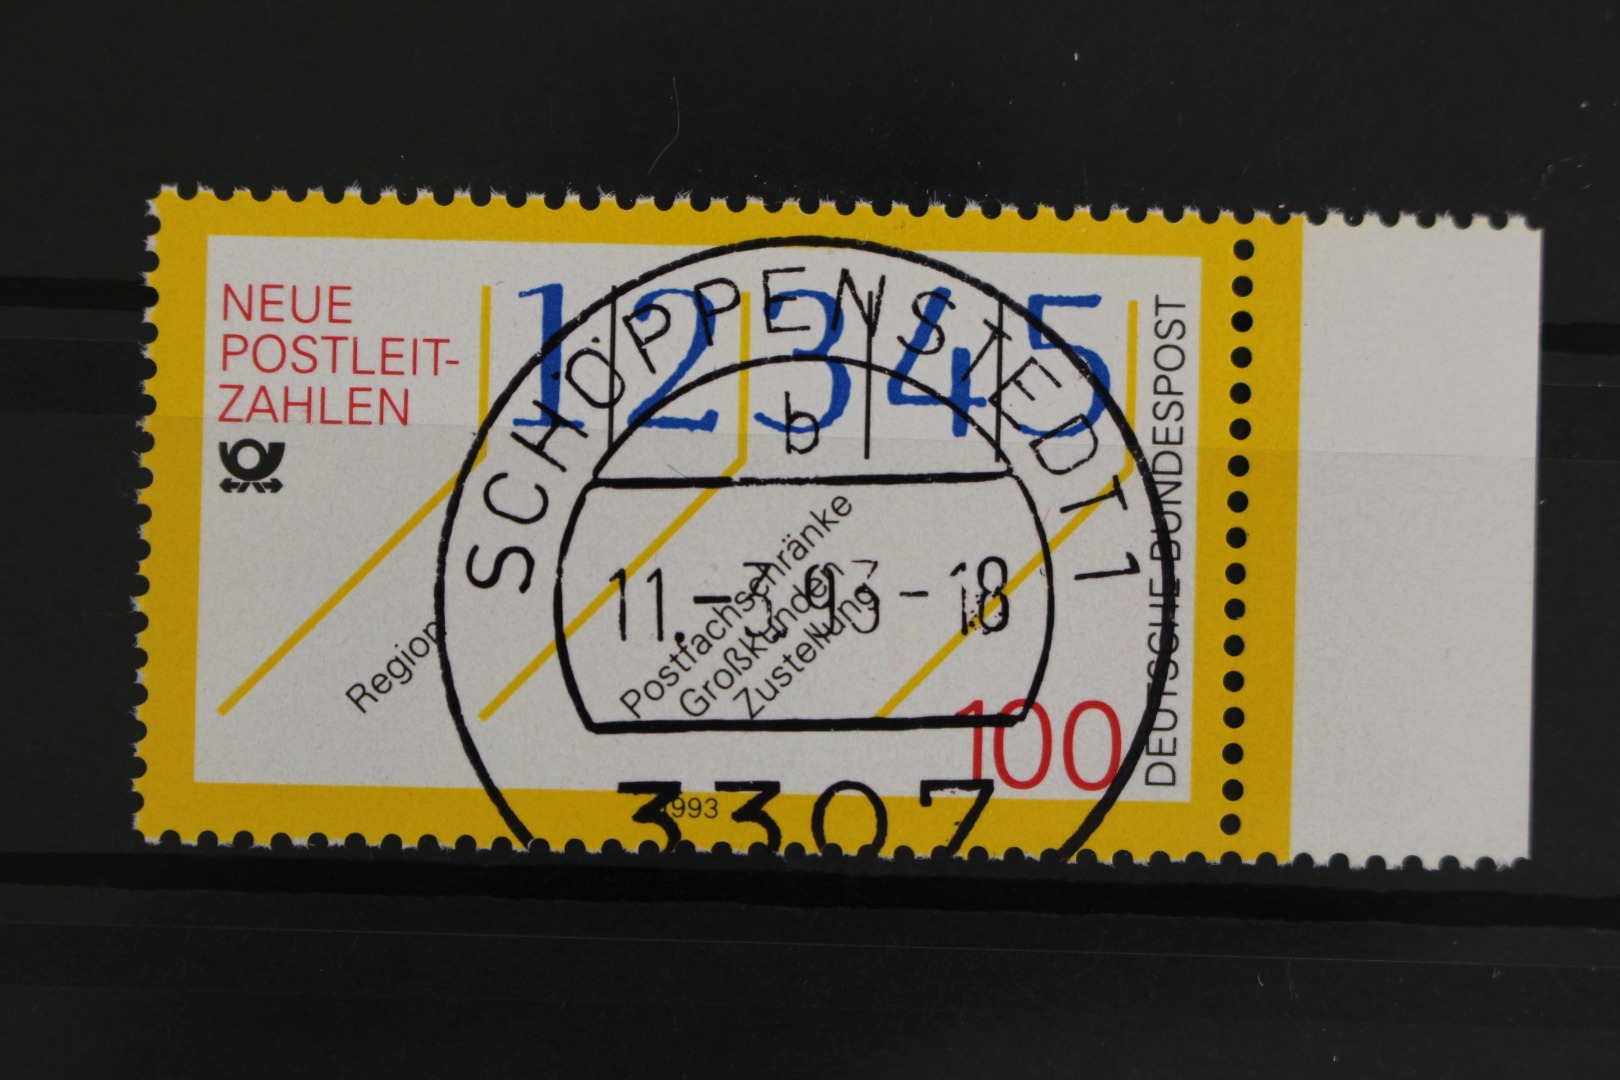 NEUE
POSTLEIT-
ZAHLEN
12345
Region
Postfachschränke
Großkunden
Zustellung
100
DEUTSCHE BUNDESPOST
1993
SCHÖPPENSTEDT 1
b
11.-3.93-18
3307